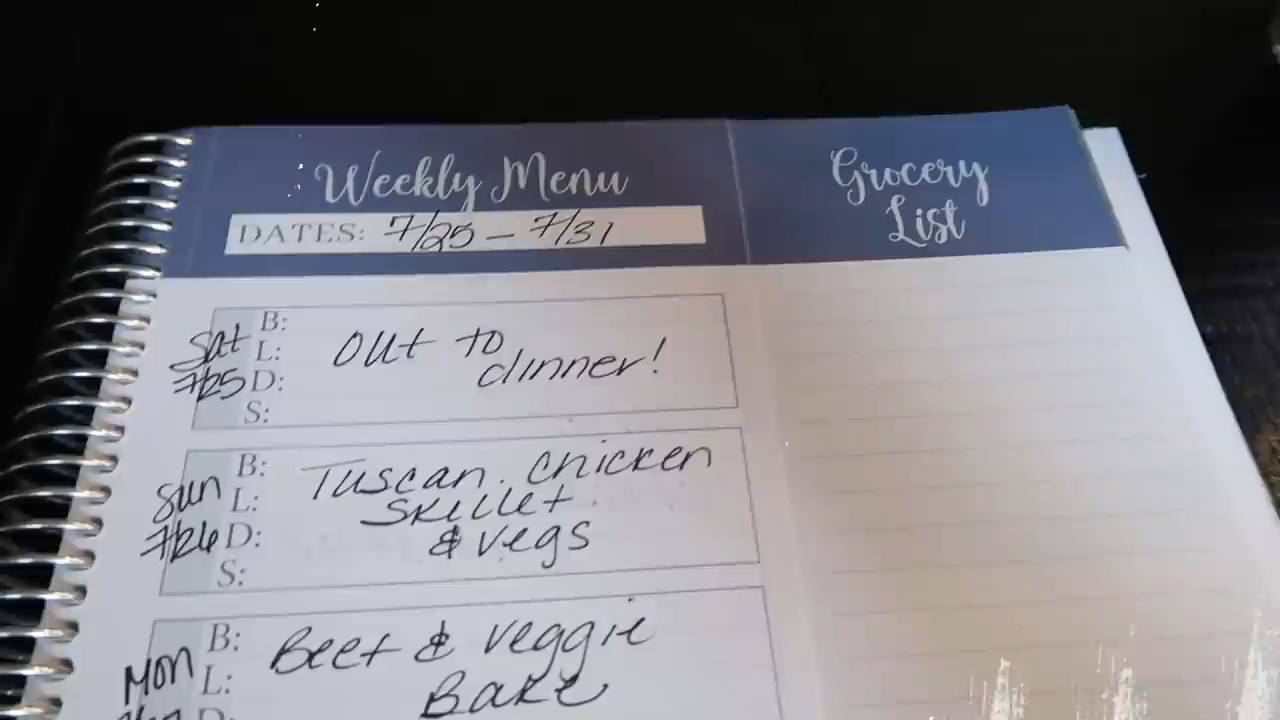 Weekly Menu
DATES: 7/25 - 7/31
Grocery
List
Sat
7/25
B:
L:
D:
S:
Out to
dinner!
Sun
7/26
B:
L:
D:
S:
Tuscan chicken
Skillet
& vegs
Mon
B:
L:
D:
Beef & veggie
Bake